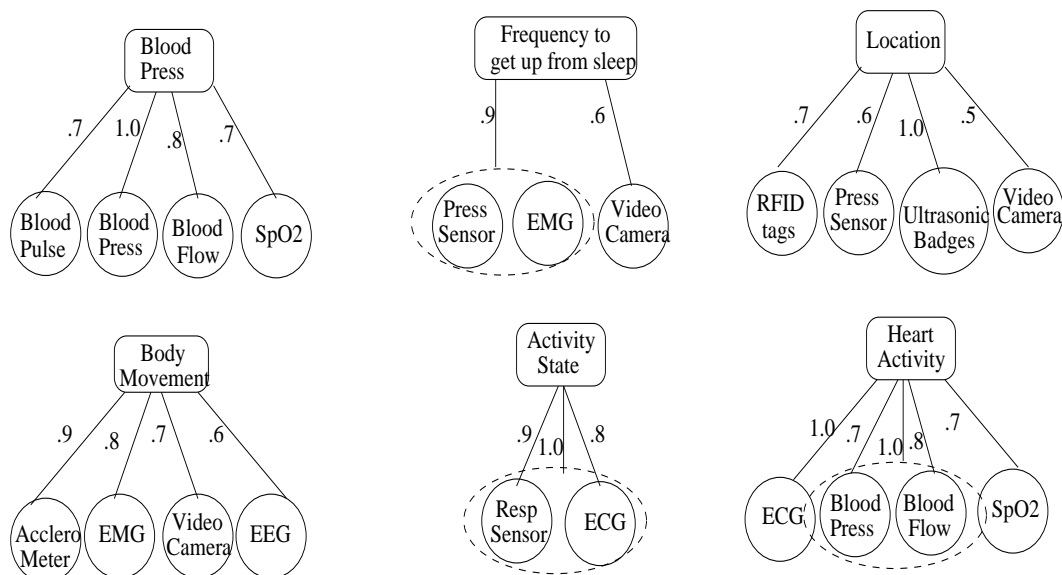 Blood
Press
.7
1.0
.8
.7
Blood
Pulse
Blood
Press
Blood
Flow
SpO2
Frequency to
get up from sleep
.9
.6
Press
Sensor
EMG
Video
Camera
Location
.7
.6
1.0
.5
RFID
tags
Press
Sensor
Ultrasonic
Badges
Video
Camera
Body
Movement
.9
.8
.7
.6
Acclero
Meter
EMG
Video
Camera
EEG
Activity
State
.9
1.0
.8
Resp
Sensor
ECG
Heart
Activity
1.0
.7
1.0
.8
.7
ECG
Blood
Press
Blood
Flow
SpO2